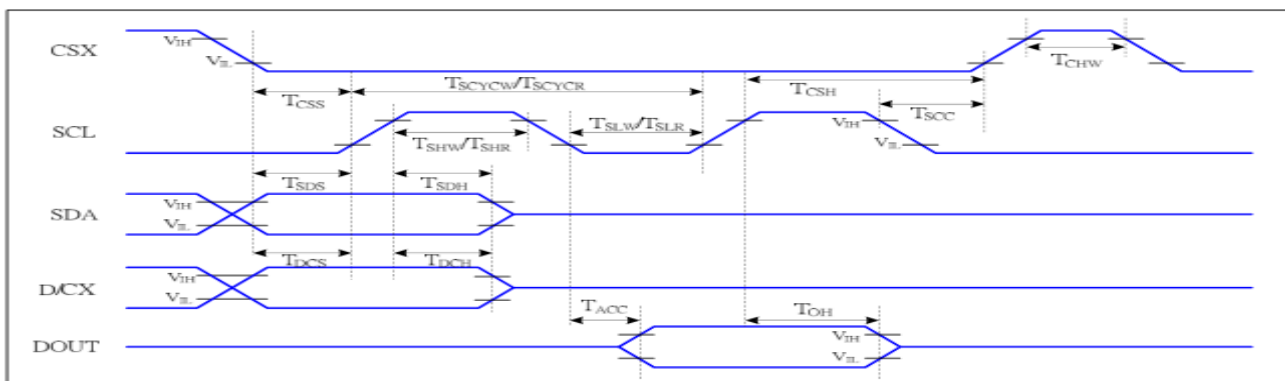 CSX
VIH
VIL
TCHW
TCSS
TSCYCW/TSCYCR
TCSH
TSCC
SCL
TSHW/TSHR
TSLW/TSLR
VIH
VIL
TSDS
TSDH
SDA
VIH
VIL
TDCS
TDCH
D/CX
VIH
VIL
TACC
TOH
DOUT
VIH
VIL